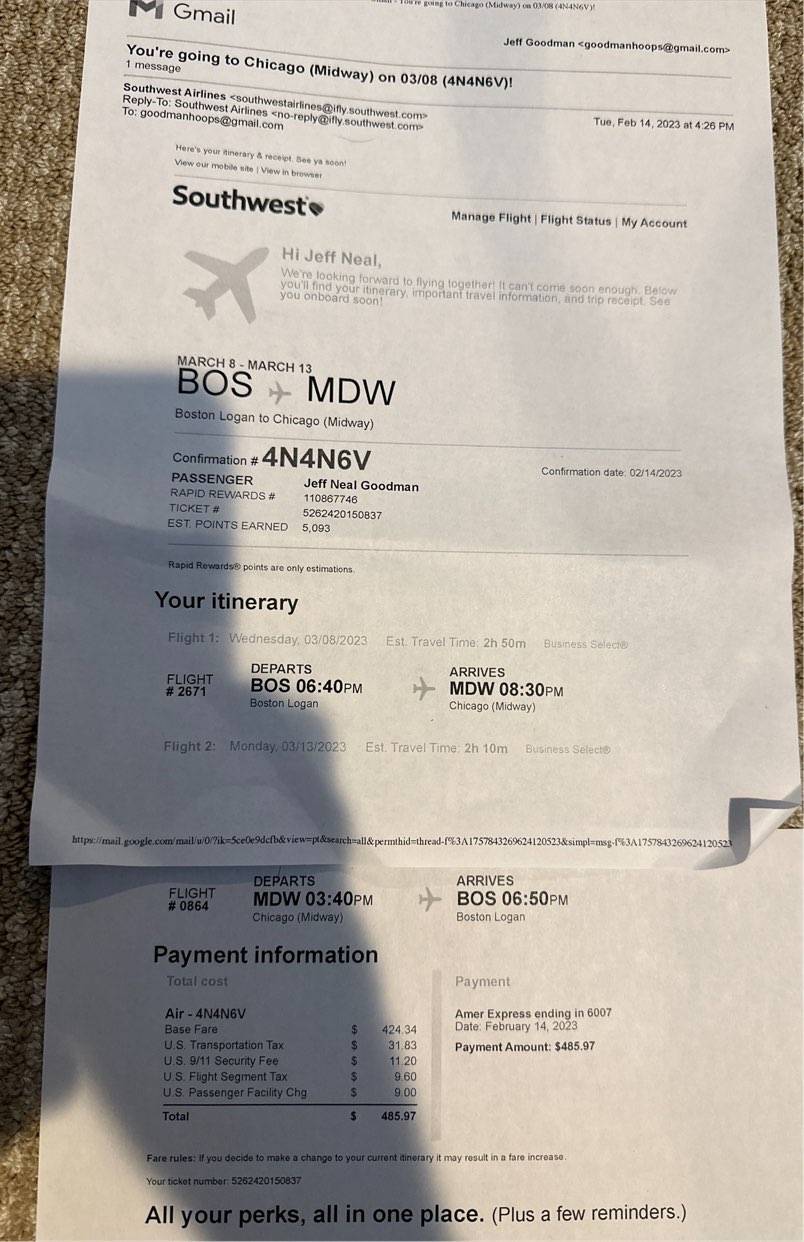 You're going to Chicago (Midway) on 03/08 (4N4N6V)!
Gmail
Jeff Goodman <goodmanhoops@gmail.com>
You're going to Chicago (Midway) on 03/08 (4N4N6V)!
1 message
Southwest Airlines <southwestairlines@ifly.southwest.com>
Reply-To: Southwest Airlines <no-reply@ifly.southwest.com>
To: goodmanhoops@gmail.com
Tue, Feb 14, 2023 at 4:26 PM
Here's your itinerary & receipt. See ya soon!
View our mobile site | View in browser
Southwest
Manage Flight | Flight Status | My Account
Hi Jeff Neal,
We're looking forward to flying together! It can't come soon enough. Below
you'll find your itinerary, important travel information, and trip receipt. See
you onboard soon!
MARCH 8 - MARCH 13
BOS MDW
Boston Logan to Chicago (Midway)
Confirmation # 4N4N6V
Confirmation date: 02/14/2023
PASSENGER Jeff Neal Goodman
RAPID REWARDS # 110867746
TICKET # 5262420150837
EST. POINTS EARNED 5,093
Rapid Rewards® points are only estimations.
Your itinerary
Flight 1: Wednesday, 03/08/2023 Est. Travel Time: 2h 50m Business Select®
FLIGHT
# 2671
DEPARTS
BOS 06:40PM
Boston Logan
ARRIVES
MDW 08:30PM
Chicago (Midway)
Flight 2: Monday, 03/13/2023 Est. Travel Time: 2h 10m Business Select®
https://mail.google.com/mail/u/0/?ik=5ce0e9dcfb&view=pt&search=all&permthid=thread-f%3A1757843269624120523&simpl=msg-f%3A1757843269624120523
FLIGHT
# 0864
DEPARTS
MDW 03:40PM
Chicago (Midway)
ARRIVES
BOS 06:50PM
Boston Logan
Payment information
Total cost
Air - 4N4N6V
Base Fare $ 424.34
U.S. Transportation Tax $ 31.83
U.S. 9/11 Security Fee $ 11.20
U.S. Flight Segment Tax $ 9.60
U.S. Passenger Facility Chg $ 9.00
Total $ 485.97
Payment
Amer Express ending in 6007
Date: February 14, 2023
Payment Amount: $485.97
Fare rules: If you decide to make a change to your current itinerary it may result in a fare increase.
Your ticket number: 5262420150837
All your perks, all in one place. (Plus a few reminders.)